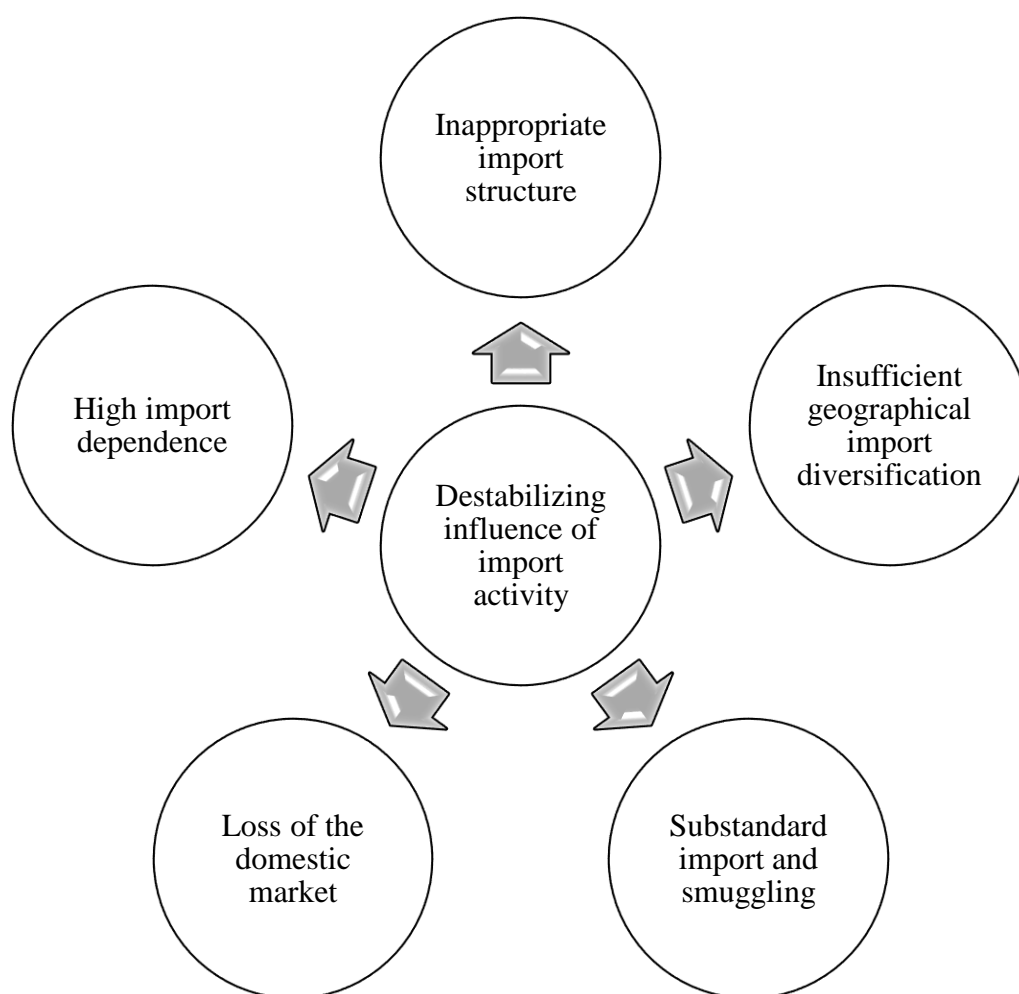 Inappropriate
import
structure
High import
dependence
Insufficient
geographical
import
diversification
Destabilizing
influence of
import
activity
Loss of the
domestic
market
Substandard
import and
smuggling